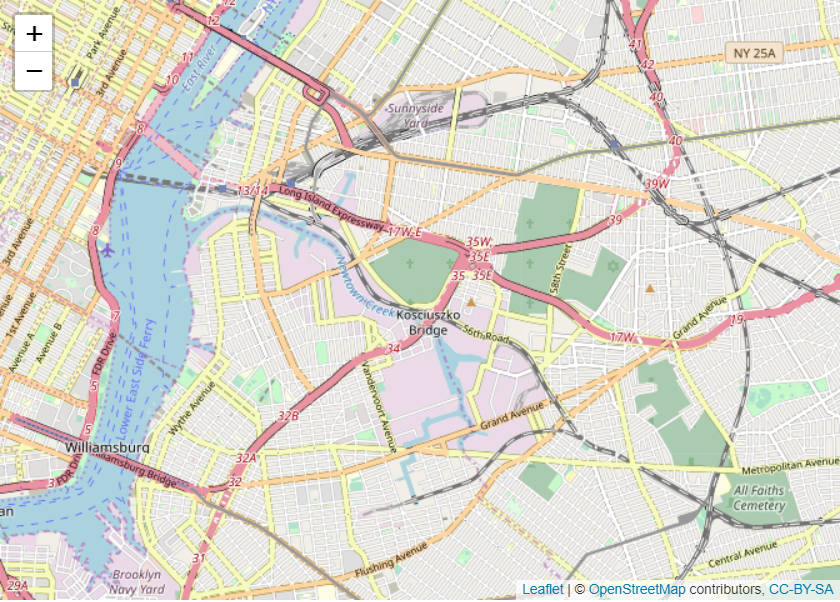 +
−
12
12
NY
Park Avenue
3rd Avenue
11
10
East River
8
9
Sunnyside
Yard
41
42
NY 25A
40
40
39W
39
13/14
Long Island Expressway
17W-E
35W;
35E
35
35E
58th Street
8
3rd Avenue
7
1st Avenue
Avenue A
Avenue B
FDR Drive
5
Lower East Side Ferry
Newtown Creek
Kosciuszko
Bridge
56th Road
17W
Grand Avenue
19
34
Vandervoort Avenue
Wythe Avenue
32B
Grand Avenue
5
Williamsburg
Williamsburg Bridge
FDR Drive
3
32A
32
Metropolitan Avenue
All Faiths
Cemetery
31
29A
Brooklyn
Navy Yard
Flushing Avenue
Central Avenue
Leaflet | © OpenStreetMap contributors, CC-BY-SA